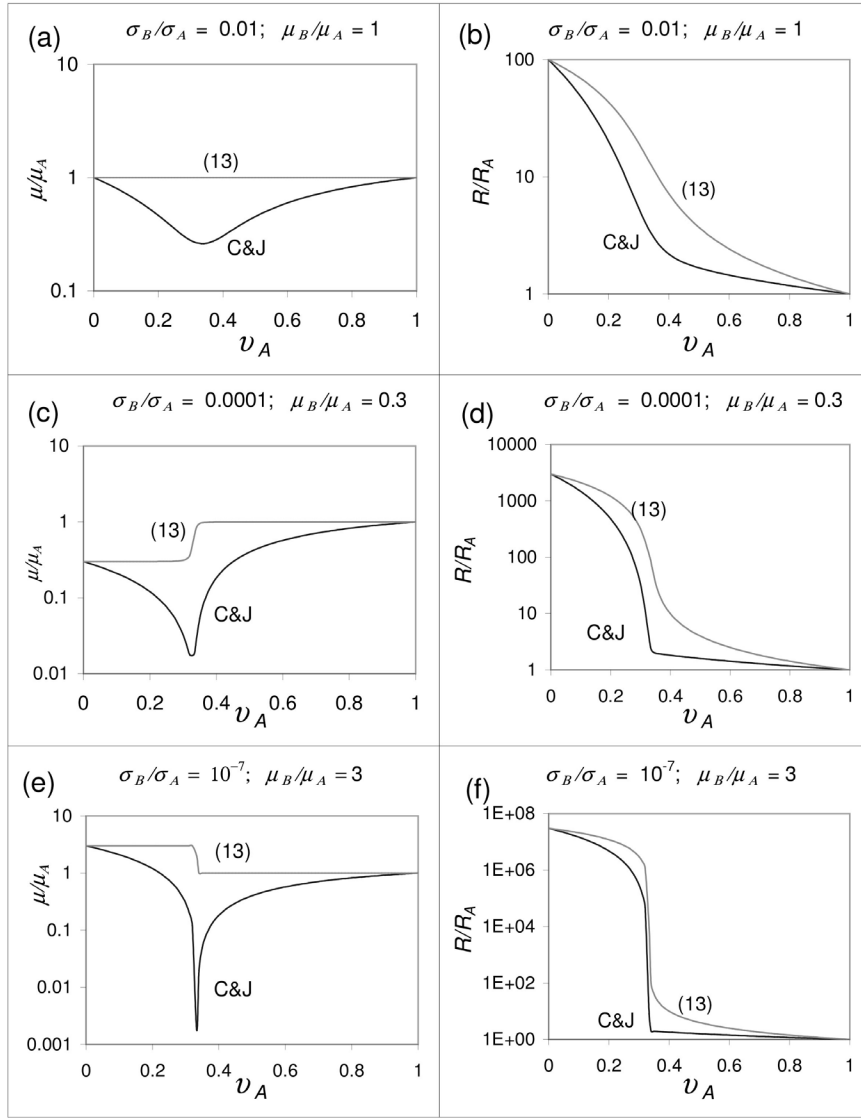 (a) σB/σA = 0.01; μB/μA = 1
10
1
0.1
μ/μA
(13)
C&J
0 0.2 0.4 0.6 0.8 1
υA
(b) σB/σA = 0.01; μB/μA = 1
100
10
1
R/RA
(13)
C&J
0 0.2 0.4 0.6 0.8 1
υA
(c) σB/σA = 0.0001; μB/μA = 0.3
10
1
0.1
0.01
μ/μA
(13)
C&J
0 0.2 0.4 0.6 0.8 1
υA
(d) σB/σA = 0.0001; μB/μA = 0.3
10000
1000
100
10
1
R/RA
(13)
C&J
0 0.2 0.4 0.6 0.8 1
υA
(e) σB/σA = 10⁻⁷; μB/μA = 3
10
1
0.1
0.01
0.001
μ/μA
(13)
C&J
0 0.2 0.4 0.6 0.8 1
υA
(f) σB/σA = 10⁻⁷; μB/μA = 3
1E+08
1E+06
1E+04
1E+02
1E+00
R/RA
(13)
C&J
0 0.2 0.4 0.6 0.8 1
υA